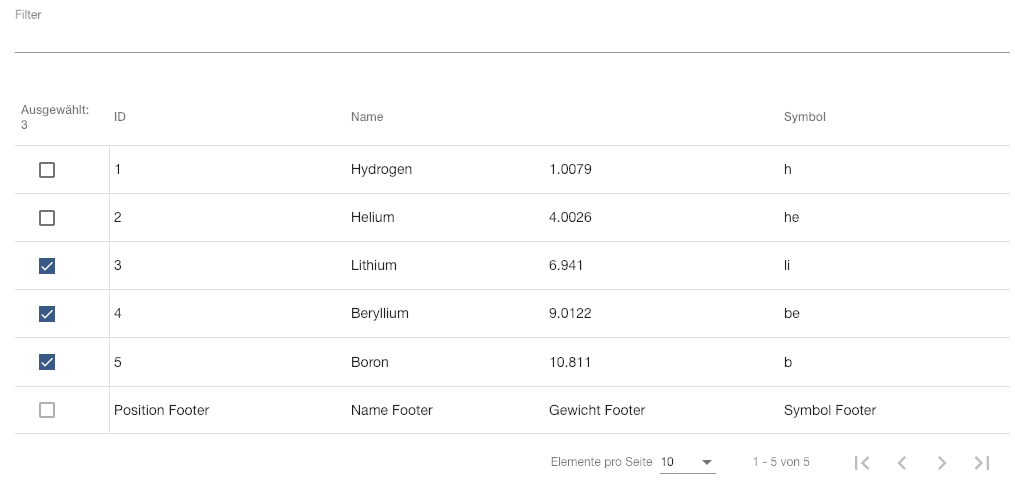 Filter
Ausgewählt:
3
ID Name Symbol
1 Hydrogen 1.0079 h
2 Helium 4.0026 he
3 Lithium 6.941 li
4 Beryllium 9.0122 be
5 Boron 10.811 b
Position Footer Name Footer Gewicht Footer Symbol Footer
Elemente pro Seite 10 1 - 5 von 5